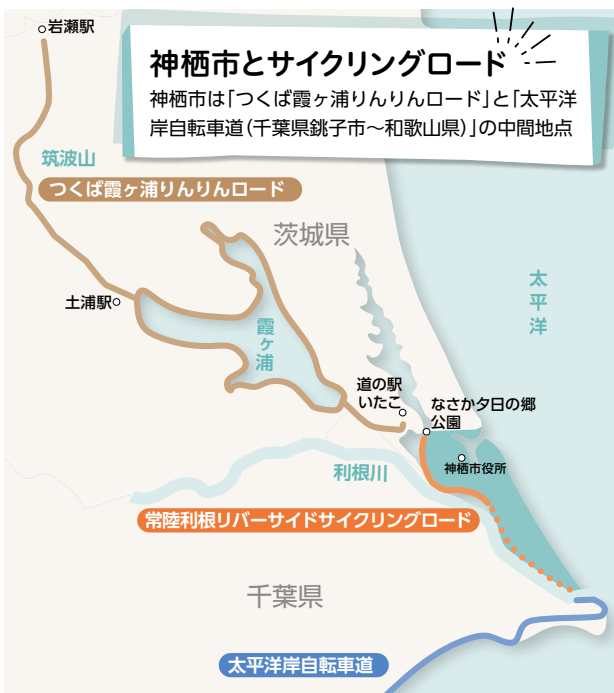 岩瀬駅
神栖市とサイクリングロード
神栖市は「つくば霞ヶ浦りんりんロード」と「太平洋
岸自転車道(千葉県銚子市〜和歌山県)」の中間地点
筑波山
つくば霞ヶ浦りんりんロード
茨城県
太平洋
土浦駅
霞ヶ浦
道の駅
いたこ
なさか夕日の郷
公園
神栖市役所
利根川
常陸利根リバーサイドサイクリングロード
千葉県
太平洋岸自転車道